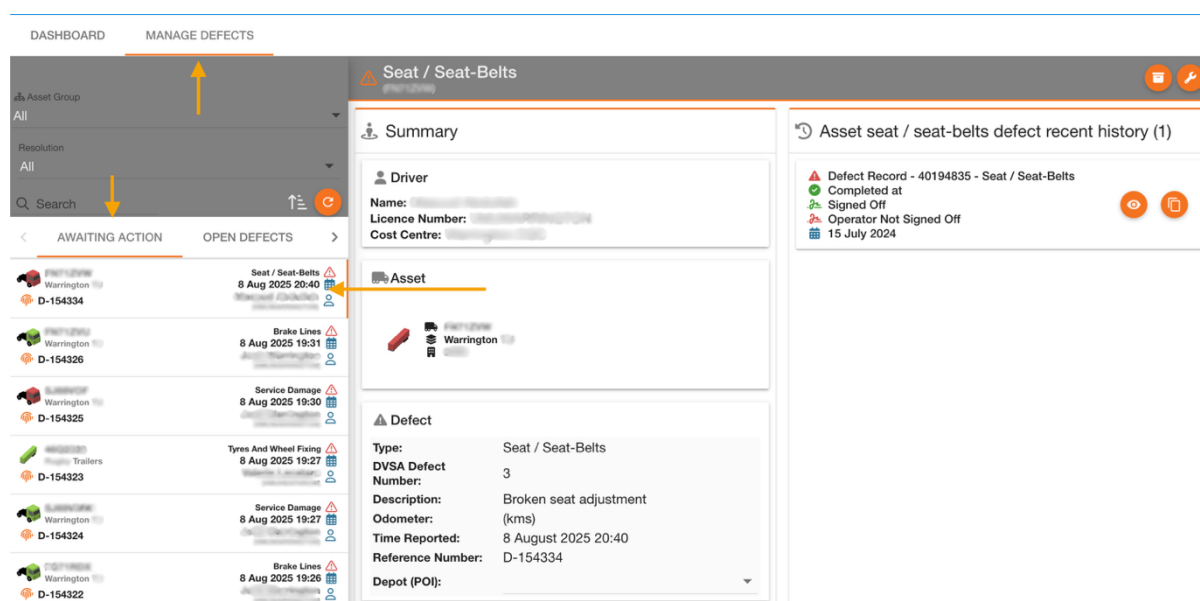 DASHBOARD
MANAGE DEFECTS
Asset Group
All
Resolution
All
Search
AWAITING ACTION
OPEN DEFECTS
Seat / Seat-Belts
8 Aug 2025 20:40
Warrington
D-154334
Brake Lines
8 Aug 2025 19:31
Warrington
D-154326
Service Damage
8 Aug 2025 19:30
Warrington
D-154325
Tyres And Wheel Fixing
8 Aug 2025 19:27
Trailers
D-154323
Service Damage
8 Aug 2025 19:27
Warrington
D-154324
Brake Lines
8 Aug 2025 19:26
Warrington
D-154322
Seat / Seat-Belts
Summary
Driver
Name:
Licence Number:
Cost Centre:
Asset
Warrington
Defect
Type: Seat / Seat-Belts
DVSA Defect
Number: 3
Description: Broken seat adjustment
Odometer: (kms)
Time Reported: 8 August 2025 20:40
Reference Number: D-154334
Depot (POI):
Asset seat / seat-belts defect recent history (1)
Defect Record - 40194835 - Seat / Seat-Belts
Completed at
Signed Off
Operator Not Signed Off
15 July 2024